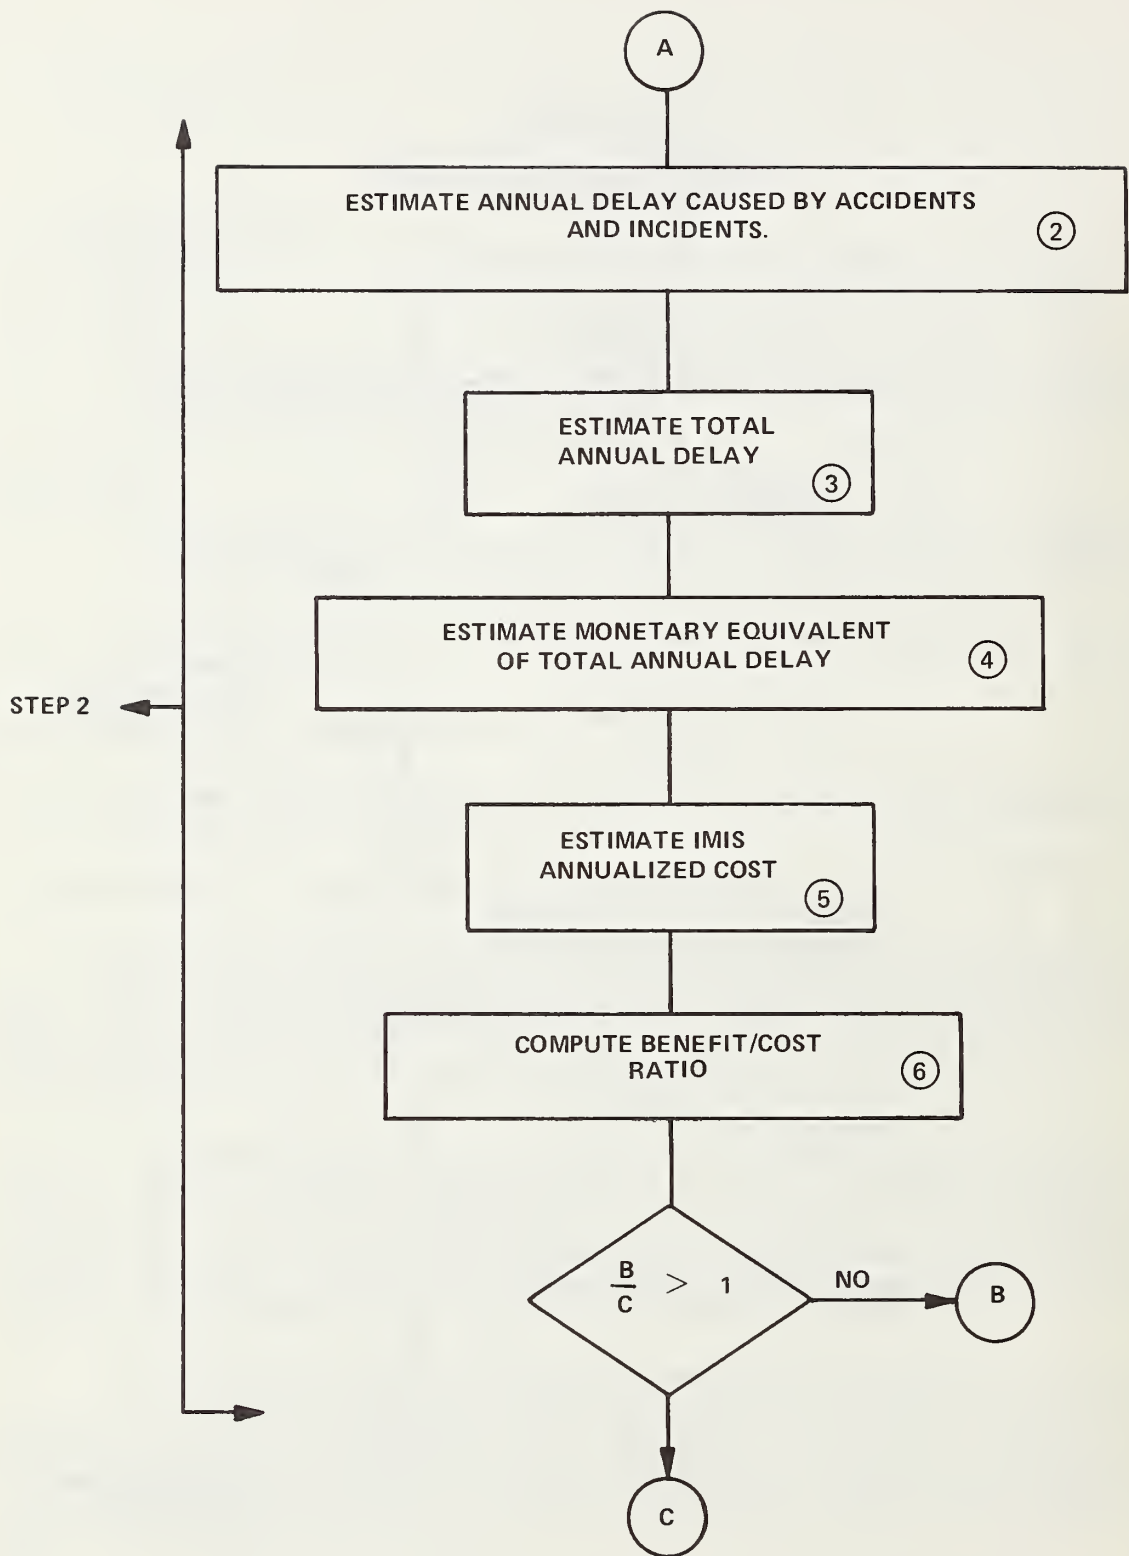 A
ESTIMATE ANNUAL DELAY CAUSED BY ACCIDENTS
AND INCIDENTS.
2
ESTIMATE TOTAL
ANNUAL DELAY
3
ESTIMATE MONETARY EQUIVALENT
OF TOTAL ANNUAL DELAY
4
STEP 2
ESTIMATE IMIS
ANNUALIZED COST
5
COMPUTE BENEFIT/COST
RATIO
6
B
C
> 1
NO
B
C